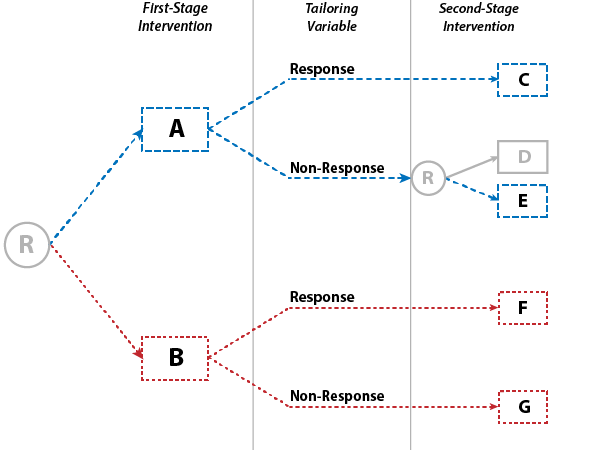 First-Stage
Intervention
Tailoring
Variable
Second-Stage
Intervention
Response
C
A
D
Non-Response
R
E
R
Response
F
B
Non-Response
G